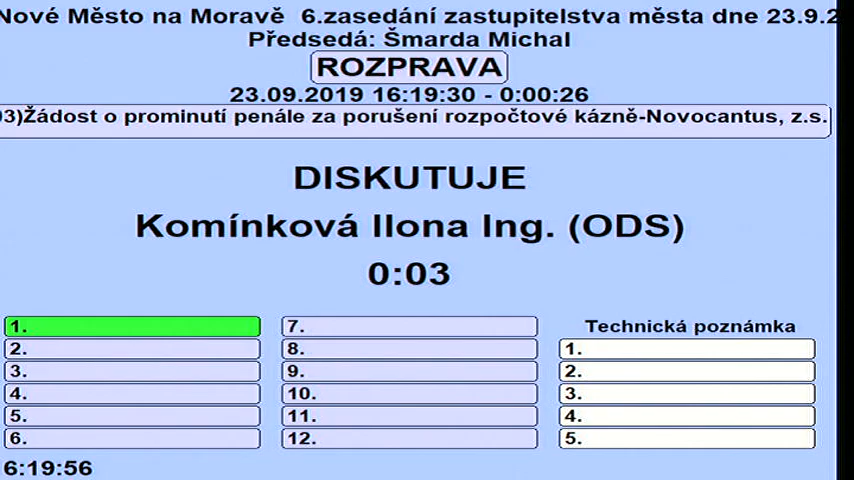 Nové Město na Moravě 6.zasedání zastupitelstva města dne 23.9.2
Předsedá: Šmarda Michal
ROZPRAVA
23.09.2019 16:19:30 - 0:00:26
03)Žádost o prominutí penále za porušení rozpočtové kázně-Novocantus, z.s.
DISKUTUJE
Komínková Ilona Ing. (ODS)
0:03
1.
2.
3.
4.
5.
6.
7.
8.
9.
10.
11.
12.
Technická poznámka
1.
2.
3.
4.
5.
6:19:56